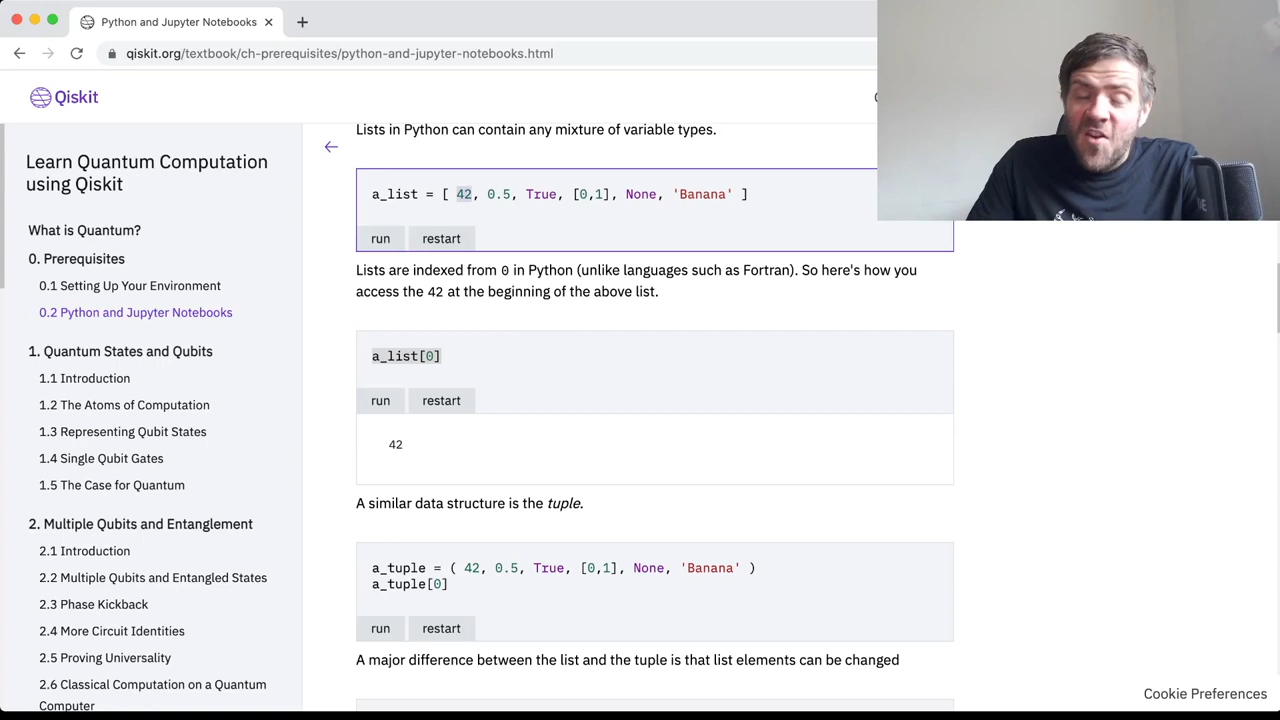 Python and Jupyter Notebooks
qiskit.org/textbook/ch-prerequisites/python-and-jupyter-notebooks.html
Qiskit
Learn Quantum Computation
using Qiskit
What is Quantum?
0. Prerequisites
0.1 Setting Up Your Environment
0.2 Python and Jupyter Notebooks
1. Quantum States and Qubits
1.1 Introduction
1.2 The Atoms of Computation
1.3 Representing Qubit States
1.4 Single Qubit Gates
1.5 The Case for Quantum
2. Multiple Qubits and Entanglement
2.1 Introduction
2.2 Multiple Qubits and Entangled States
2.3 Phase Kickback
2.4 More Circuit Identities
2.5 Proving Universality
2.6 Classical Computation on a Quantum
Computer
Lists in Python can contain any mixture of variable types.
a_list = [ 42, 0.5, True, [0,1], None, 'Banana' ]
run restart
Lists are indexed from 0 in Python (unlike languages such as Fortran). So here's how you
access the 42 at the beginning of the above list.
a_list[0]
run restart
42
A similar data structure is the tuple.
a_tuple = ( 42, 0.5, True, [0,1], None, 'Banana' )
a_tuple[0]
run restart
A major difference between the list and the tuple is that list elements can be changed
Cookie Preferences